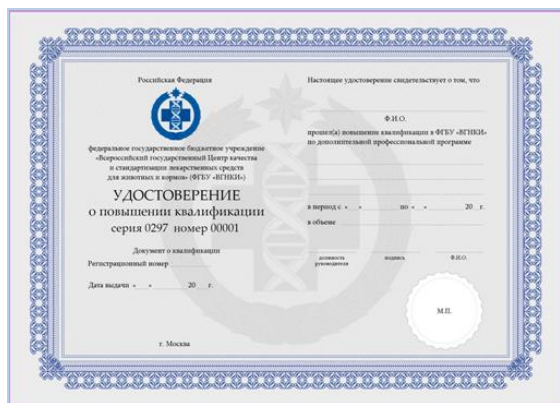 Российская Федерация
федеральное государственное бюджетное учреждение
«Всероссийский государственный Центр качества
и стандартизации лекарственных средств
для животных и кормов» (ФГБУ «ВГНКИ»)
УДОСТОВЕРЕНИЕ
о повышении квалификации
серия 0297 номер 00001
Документ о квалификации
Регистрационный номер
Дата выдачи « » 20 г.
г. Москва
Настоящее удостоверение свидетельствует о том, что
Ф.И.О.
прошел(а) повышение квалификации в ФГБУ «ВГНКИ»
по дополнительной профессиональной программе
в период с « » по « » 20 г.
в объеме
должность подпись Ф.И.О.
руководителя
М.П.